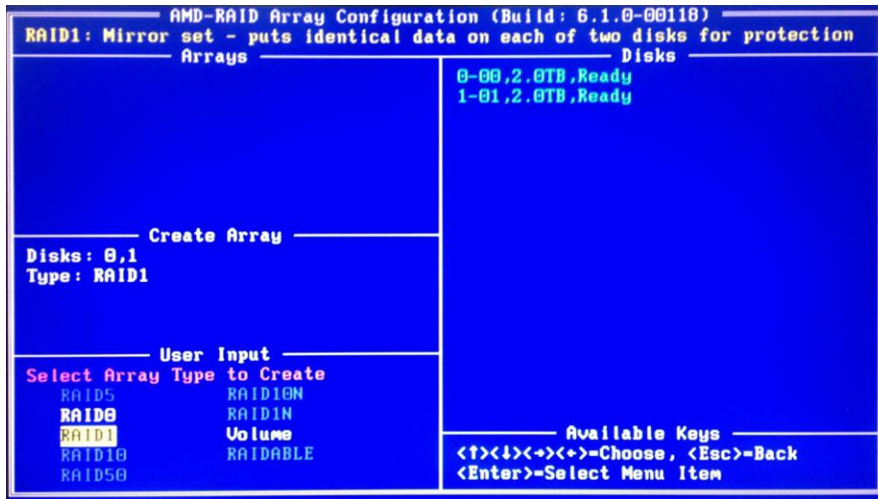 AMD-RAID Array Configuration (Build: 6.1.0-00118)
RAID1: Mirror set - puts identical data on each of two disks for protection
Arrays
Disks
0-00,2.0TB,Ready
1-01,2.0TB,Ready
Create Array
Disks: 0,1
Type: RAID1
User Input
Select Array Type to Create
RAID5 RAID10N
RAID0 RAID1N
RAID1 Volume
RAID10 RAIDABLE
RAID50
Available Keys
<↑><↓><→><←>=Choose, <Esc>=Back
<Enter>=Select Menu Item